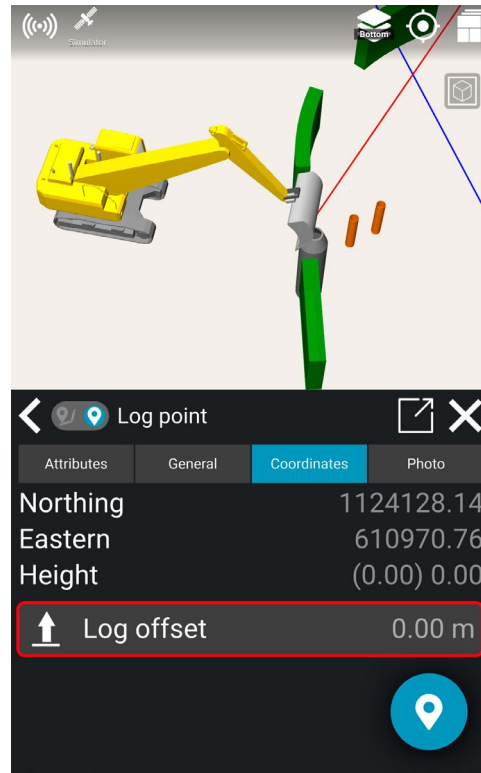 Simulator
Bottom
Log point
Attributes General Coordinates Photo
Northing 1124128.14
Eastern 610970.76
Height (0.00) 0.00
Log offset 0.00 m